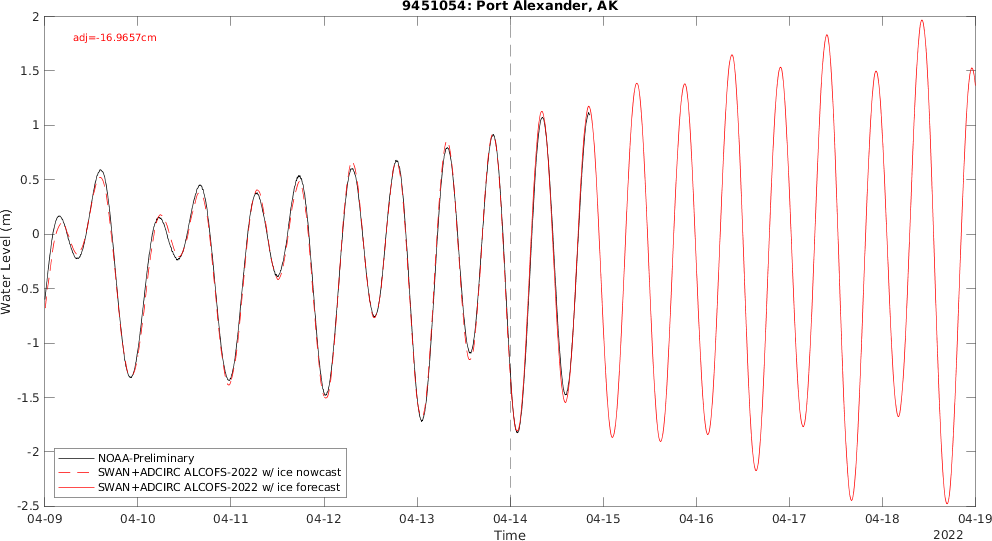 9451054: Port Alexander, AK
adj=-16.9657cm
Water Level (m)
2
1.5
1
0.5
0
-0.5
-1
-1.5
-2
-2.5
NOAA-Preliminary
SWAN+ADCIRC ALCOFS-2022 w/ ice nowcast
SWAN+ADCIRC ALCOFS-2022 w/ ice forecast
04-09 04-10 04-11 04-12 04-13 04-14 04-15 04-16 04-17 04-18 04-19
Time
2022